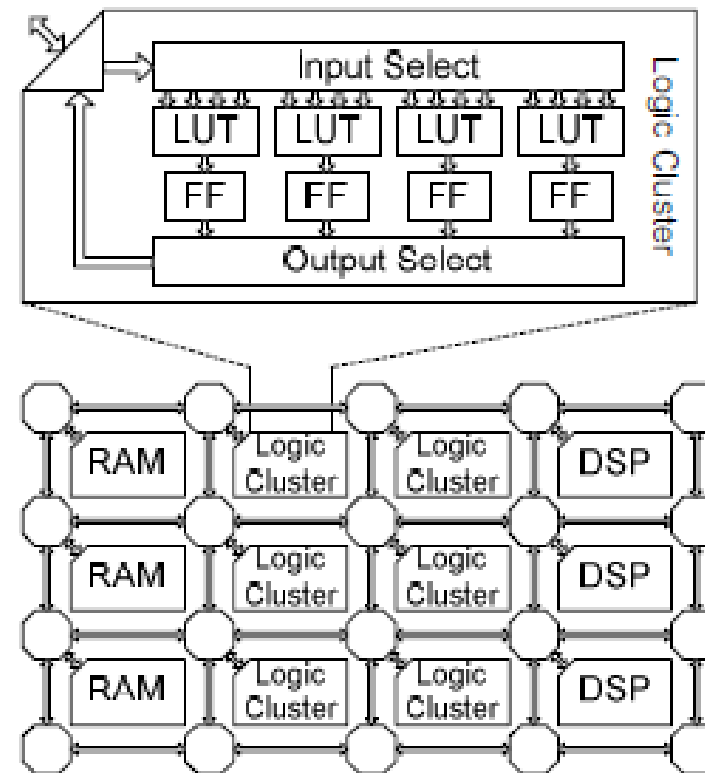 Input Select
LUT LUT LUT LUT
FF FF FF FF
Output Select
Logic Cluster
RAM Logic Cluster Logic Cluster DSP
RAM Logic Cluster Logic Cluster DSP
RAM Logic Cluster Logic Cluster DSP